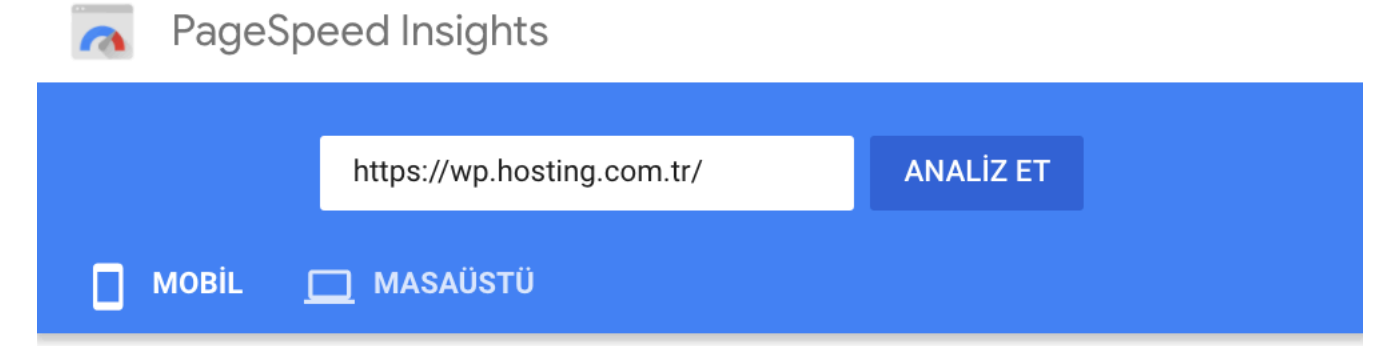 PageSpeed Insights
https://wp.hosting.com.tr/ ANALİZ ET
MOBİL MASAÜSTÜ